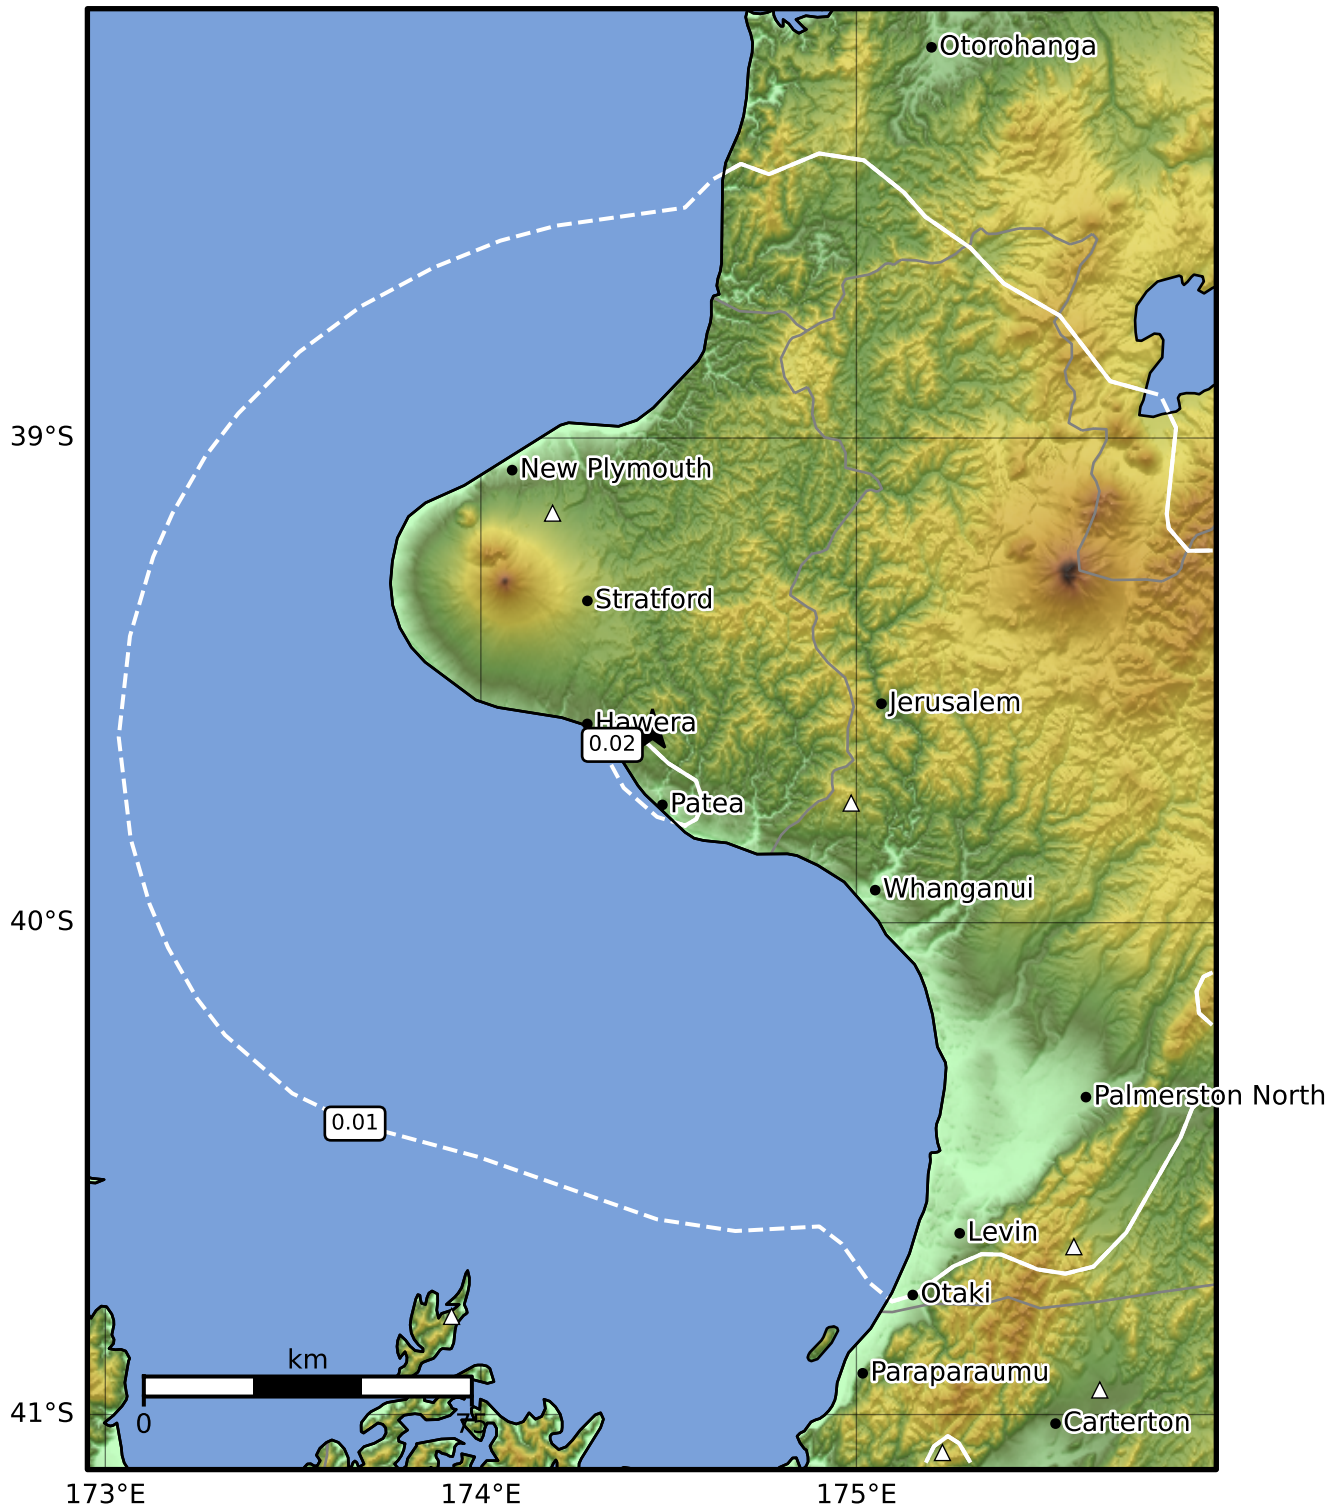 Otorohanga
39°S
New Plymouth
Stratford
Jerusalem
Hawera
0.02
Patea
Whanganui
40°S
Palmerston North
0.01
Levin
Otaki
km
Paraparaumu
0
41°S
Carterton
173°E
174°E
175°E